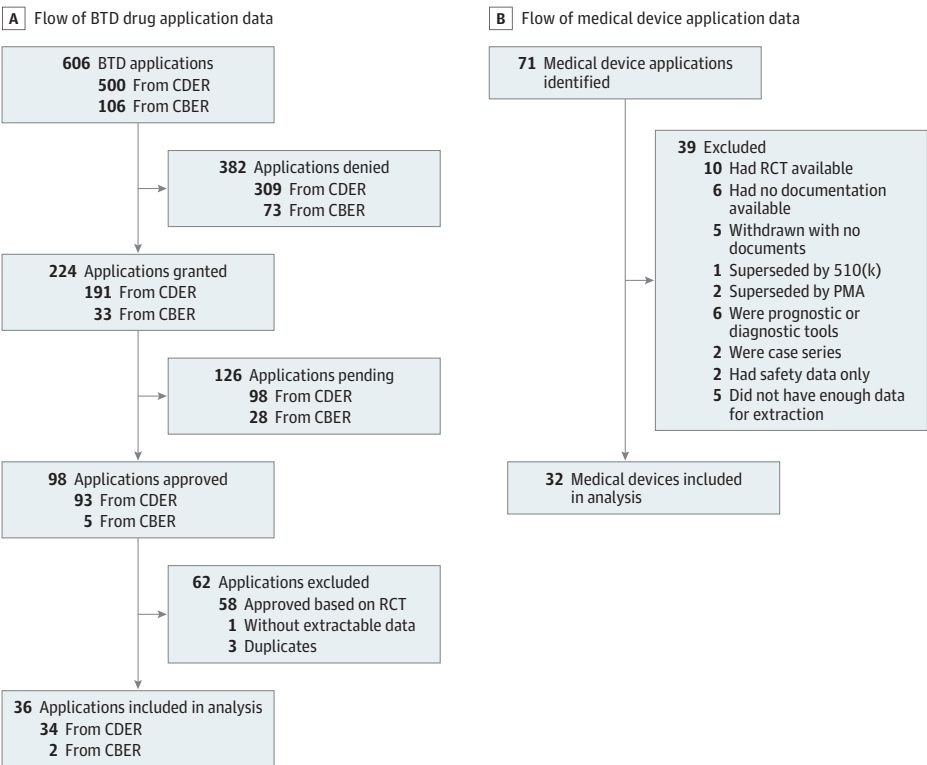 A Flow of BTD drug application data
606 BTD applications
500 From CDER
106 From CBER
382 Applications denied
309 From CDER
73 From CBER
224 Applications granted
191 From CDER
33 From CBER
126 Applications pending
98 From CDER
28 From CBER
98 Applications approved
93 From CDER
5 From CBER
62 Applications excluded
58 Approved based on RCT
1 Without extractable data
3 Duplicates
36 Applications included in analysis
34 From CDER
2 From CBER
B Flow of medical device application data
71 Medical device applications
identified
39 Excluded
10 Had RCT available
6 Had no documentation
available
5 Withdrawn with no
documents
1 Superseded by 510(k)
2 Superseded by PMA
6 Were prognostic or
diagnostic tools
2 Were case series
2 Had safety data only
5 Did not have enough data
for extraction
32 Medical devices included
in analysis